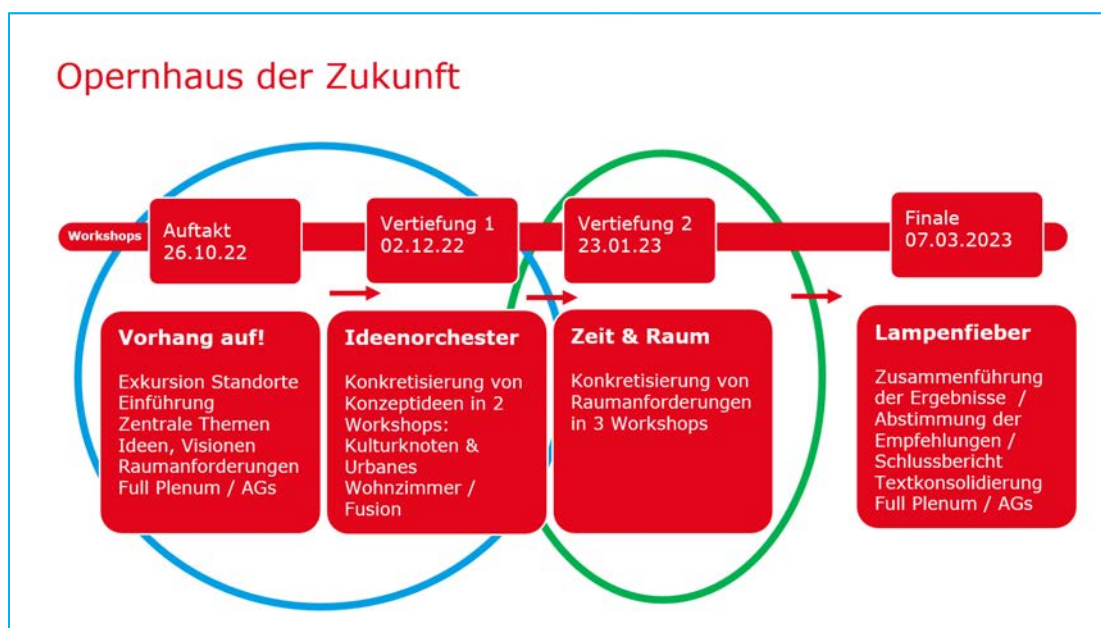 Opernhaus der Zukunft
Workshops
Auftakt
26.10.22
Vertiefung 1
02.12.22
Vertiefung 2
23.01.23
Finale
07.03.2023
Vorhang auf!
Exkursion Standorte
Einführung
Zentrale Themen
Ideen, Visionen
Raumanforderungen
Full Plenum / AGs
Ideenorchester
Konkretisierung von
Konzeptideen in 2
Workshops:
Kulturknoten &
Urbanes
Wohnzimmer /
Fusion
Zeit & Raum
Konkretisierung von
Raumanforderungen
in 3 Workshops
Lampenfieber
Zusammenführung
der Ergebnisse /
Abstimmung der
Empfehlungen /
Schlussbericht
Textkonsolidierung
Full Plenum / AGs